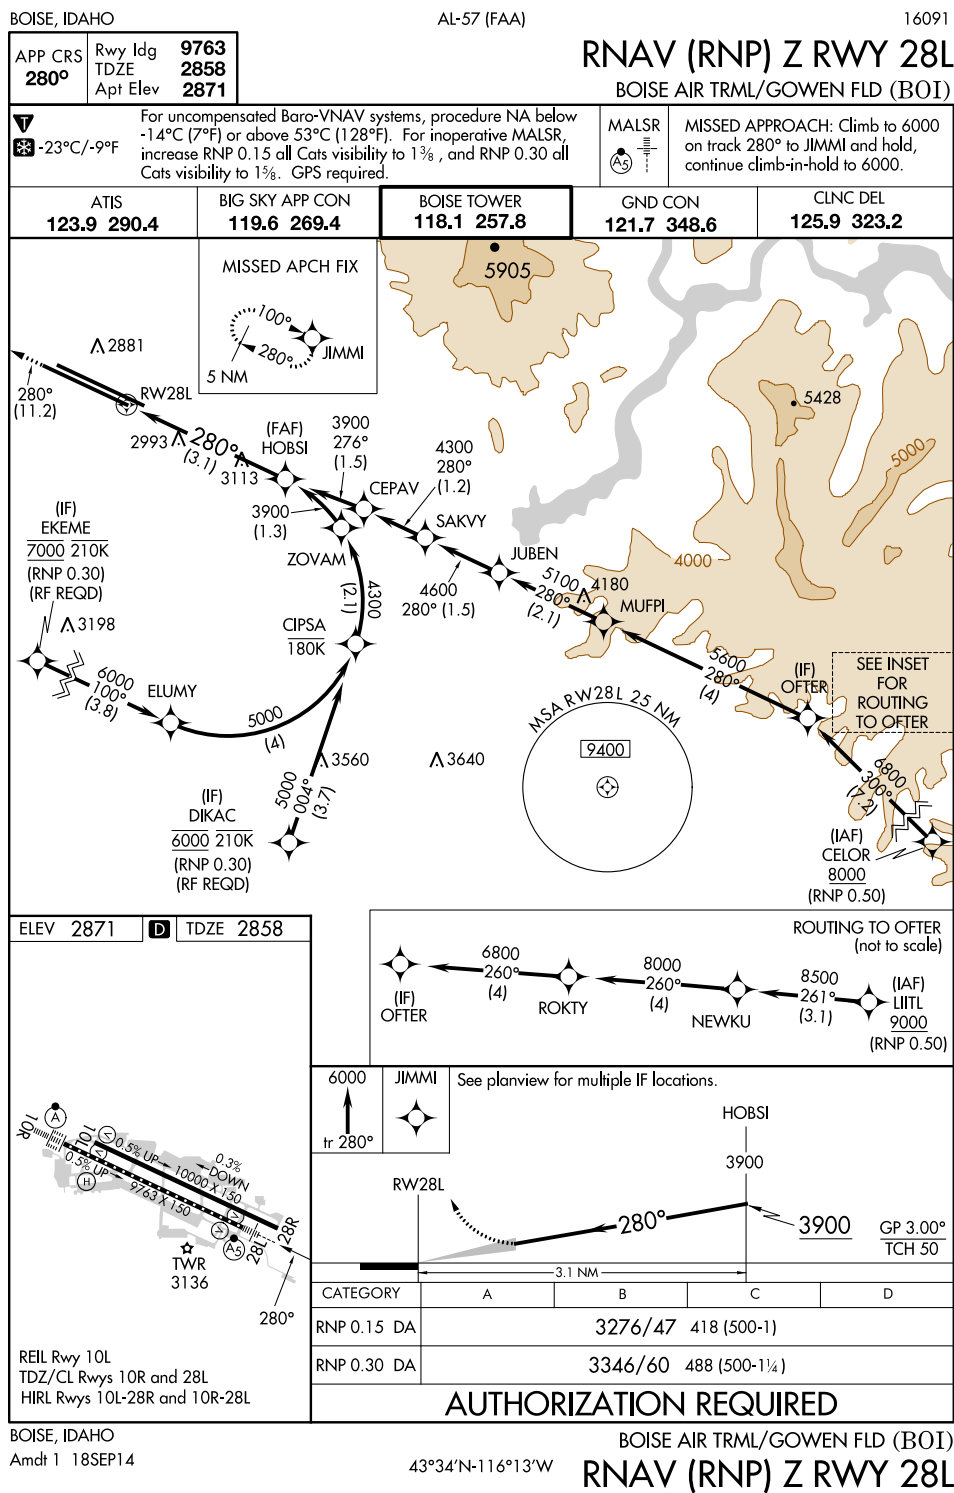 BOISE, IDAHO
AL-57 (FAA)
16091
APP CRS
280°
Rwy ldg 9763
TDZE 2858
Apt Elev 2871
RNAV (RNP) Z RWY 28L
BOISE AIR TRML/GOWEN FLD (BOI)
T
-23°C/-9°F
For uncompensated Baro-VNAV systems, procedure NA below
-14°C (7°F) or above 53°C (128°F). For inoperative MALSR,
increase RNP 0.15 all Cats visibility to 1⅜ , and RNP 0.30 all
Cats visibility to 1⅝. GPS required.
MALSR
A5
MISSED APPROACH: Climb to 6000
on track 280° to JIMMI and hold,
continue climb-in-hold to 6000.
ATIS
123.9 290.4
BIG SKY APP CON
119.6 269.4
BOISE TOWER
118.1 257.8
GND CON
121.7 348.6
CLNC DEL
125.9 323.2
MISSED APCH FIX
100°
280°
JIMMI
5 NM
5905
2881
280°
(11.2)
RW28L
5428
5000
2993
280°
(3.1)
3113
(FAF)
HOBSI
3900
276°
(1.5)
4300
280°
(1.2)
CEPAV
3900
(1.3)
SAKVY
ZOVAM
JUBEN
4000
(IF)
EKEME
7000 210K
(RNP 0.30)
(RF REQD)
4300
(2.1)
4600
280° (1.5)
5100
280°
(2.1)
4180
MUFPI
3198
CIPSA
180K
5600
280°
(4)
(IF)
OFTER
SEE INSET
FOR
ROUTING
TO OFTER
6000
100°
(3.8)
ELUMY
5000
(4)
MSA RW28L 25 NM
9400
3560
3640
6800
300°
(7.2)
5000
004°
(3.7)
(IF)
DIKAC
6000 210K
(RNP 0.30)
(RF REQD)
(IAF)
CELOR
8000
(RNP 0.50)
ELEV 2871
D
TDZE 2858
ROUTING TO OFTER
(not to scale)
6800
260°
(4)
8000
260°
(4)
8500
261°
(3.1)
(IF)
OFTER
ROKTY
NEWKU
(IAF)
LIITL
9000
(RNP 0.50)
6000
tr 280°
JIMMI
See planview for multiple IF locations.
HOBSI
3900
RW28L
280°
3900
GP 3.00°
TCH 50
3.1 NM
A
10R
10L
V
0.5% UP
10000 X 150
0.3%
DOWN
V
0.5% UP
9763 X 150
H
V
V
A5
28L
28R
TWR
3136
280°
REIL Rwy 10L
TDZ/CL Rwys 10R and 28L
HIRL Rwys 10L-28R and 10R-28L
CATEGORY A B C D
RNP 0.15 DA 3276/47 418 (500-1)
RNP 0.30 DA 3346/60 488 (500-1¼)
AUTHORIZATION REQUIRED
BOISE, IDAHO
Amdt 1 18SEP14
43°34'N-116°13'W
BOISE AIR TRML/GOWEN FLD (BOI)
RNAV (RNP) Z RWY 28L